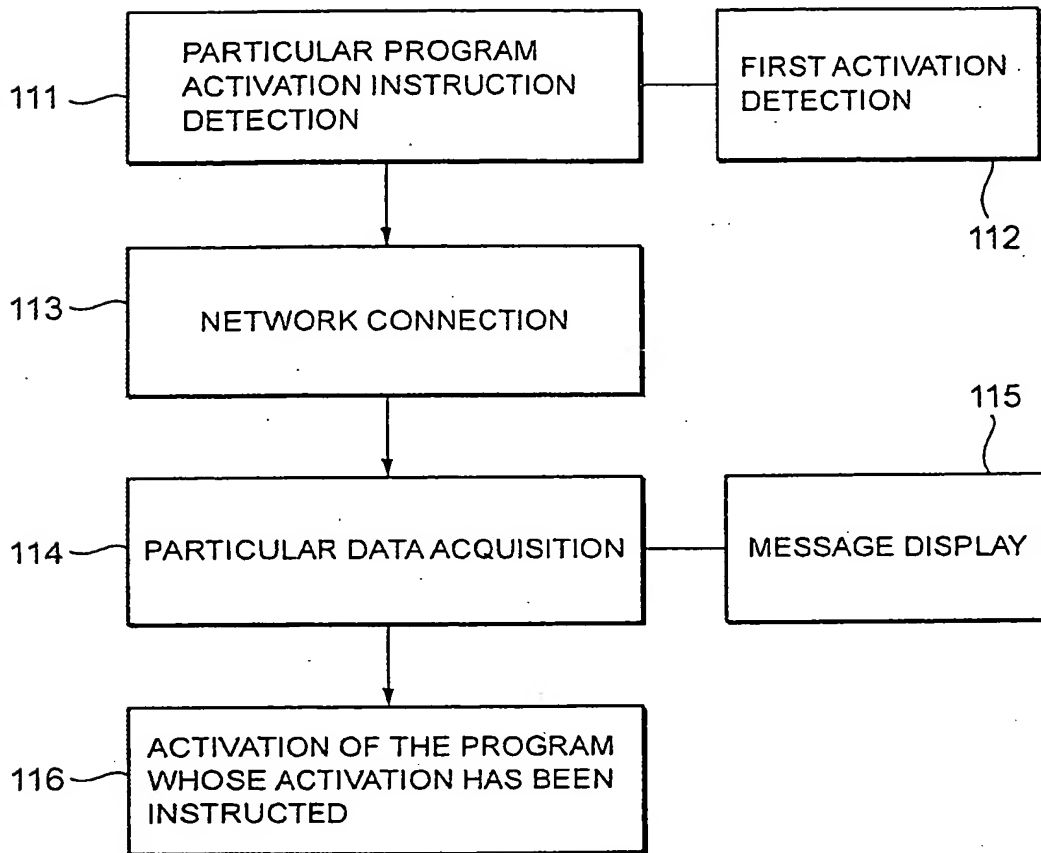 PARTICULAR PROGRAM
ACTIVATION INSTRUCTION
DETECTION
111
FIRST ACTIVATION
DETECTION
112
113
NETWORK CONNECTION
115
114
PARTICULAR DATA ACQUISITION
MESSAGE DISPLAY
ACTIVATION OF THE PROGRAM
WHOSE ACTIVATION HAS BEEN
INSTRUCTED
116